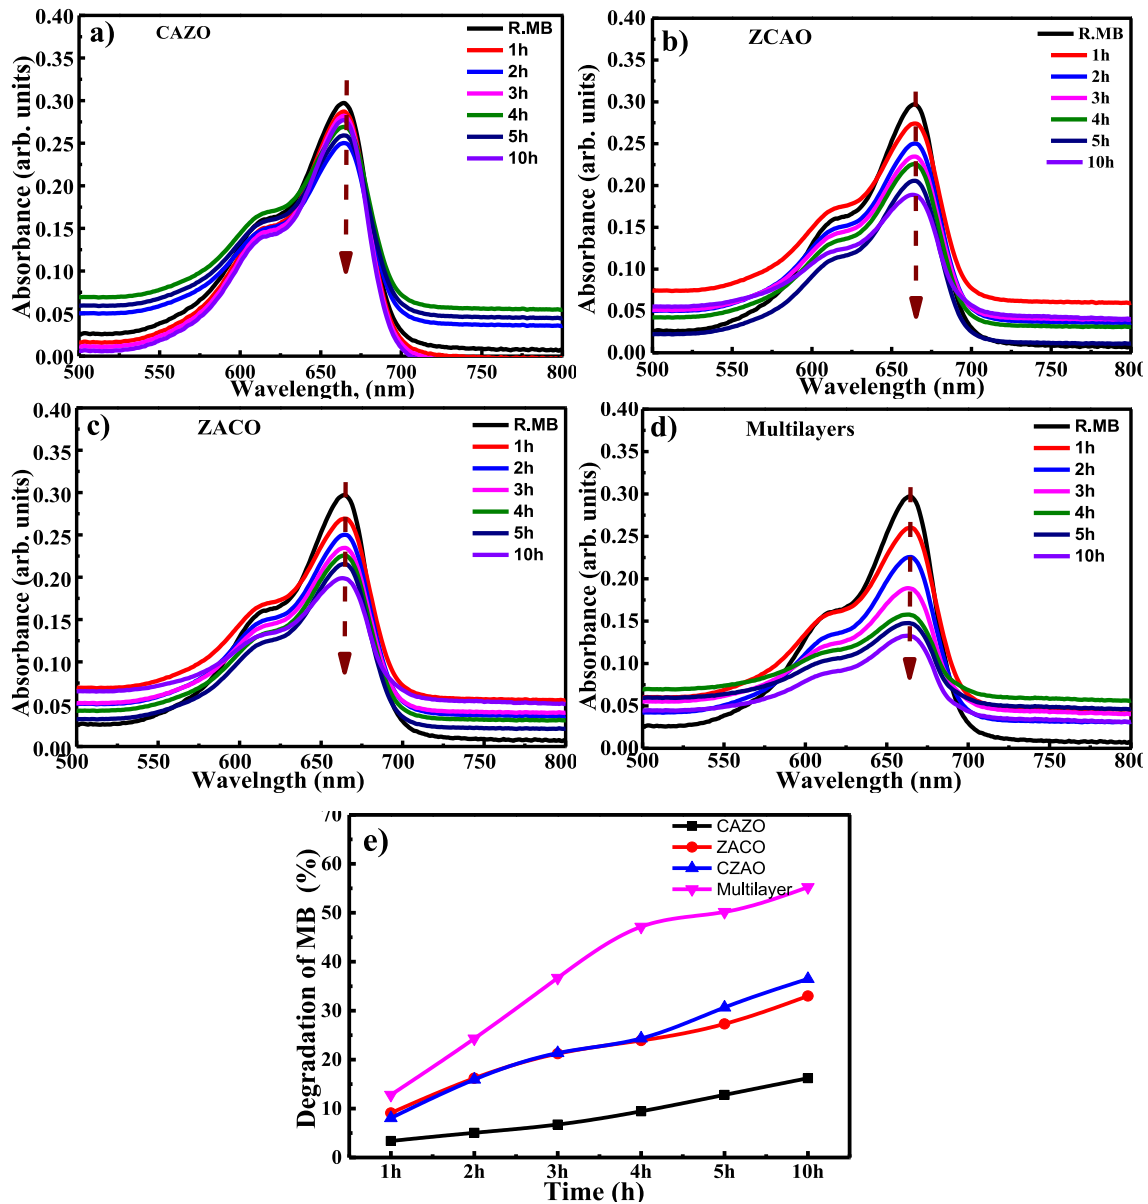 a) CAZO
R.MB
1h
2h
3h
4h
5h
10h
0.40
0.35
0.30
0.25
0.20
0.15
0.10
0.05
0.00
Absorbance (arb. units)
500 550 600 650 700 750 800
Wavelength, (nm)
b) ZCAO
R.MB
1h
2h
3h
4h
5h
10h
0.40
0.35
0.30
0.25
0.20
0.15
0.10
0.05
0.00
Absorbance (arb. units)
500 550 600 650 700 750 800
Wavelength (nm)
c) ZACO
R.MB
1h
2h
3h
4h
5h
10h
0.40
0.35
0.30
0.25
0.20
0.15
0.10
0.05
0.00
Absorbance (arb. units)
500 550 600 650 700 750 800
Wavelngth (nm)
d) Multilayers
R.MB
1h
2h
3h
4h
5h
10h
0.40
0.35
0.30
0.25
0.20
0.15
0.10
0.05
0.00
Absorbance (arb. units)
500 550 600 650 700 750 800
Wavelength (nm)
e)
CAZO
ZACO
CZAO
Multilayer
70
60
50
40
30
20
10
0
Degradation of MB (%)
1h 2h 3h 4h 5h 10h
Time (h)